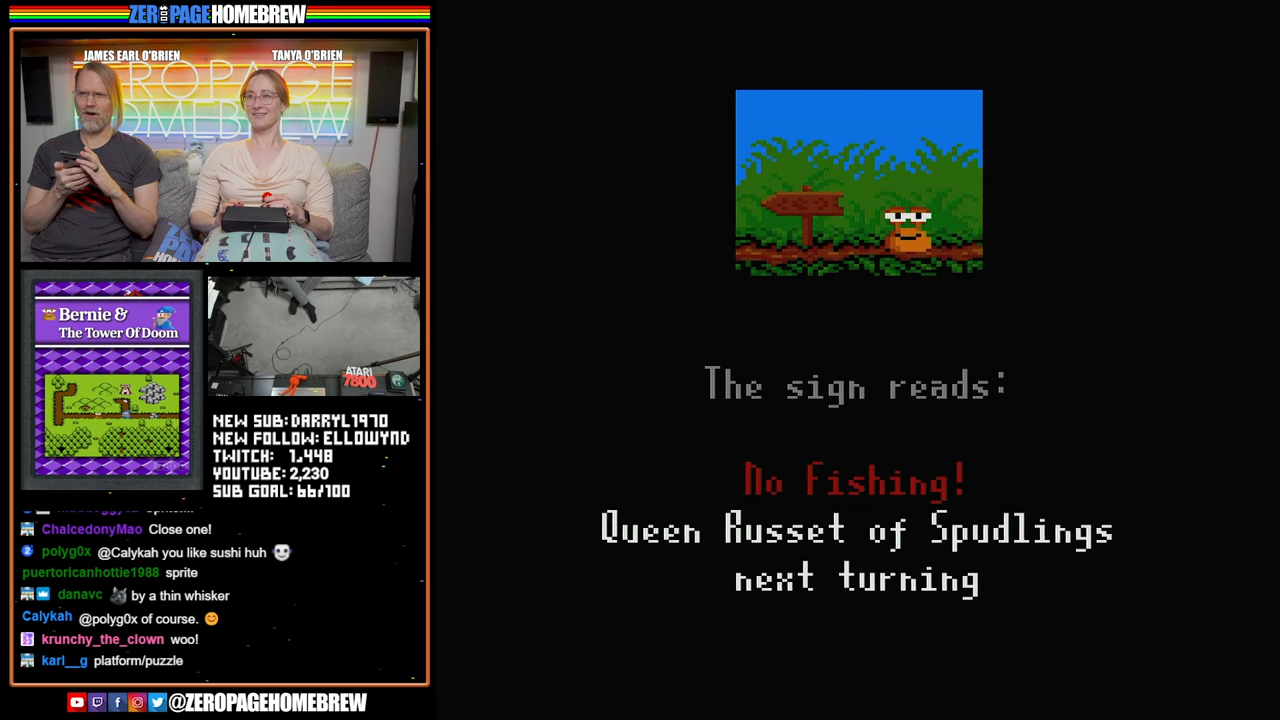 ZEROPAGE HOMEBREW
JAMES EARL O'BRIEN
TANYA O'BRIEN
Bernie &
The Tower Of Doom
ATARI
7800
NEW SUB: DARRYL1970
NEW FOLLOW: ELLOWYND
TWITCH: 1,448
YOUTUBE: 2,230
SUB GOAL: 66/100
ChalcedonyMao Close one!
polyg0x @Calykah you like sushi huh
puertoricanhottie1988 sprite
danavc by a thin whisker
Calykah @polyg0x of course.
krunchy_the_clown woo!
karl__g platform/puzzle
@ZEROPAGEHOMEBREW
The sign reads:
No Fishing!
Queen Russet of Spudlings
next turning